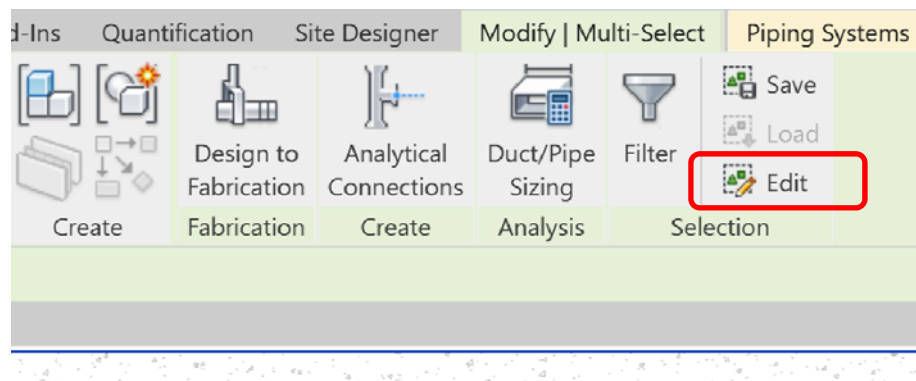 d-Ins Quantification Site Designer Modify | Multi-Select Piping Systems
Save
Load
Design to Fabrication
Analytical Connections
Duct/Pipe Sizing
Filter
Edit
Create Fabrication Create Analysis Selection